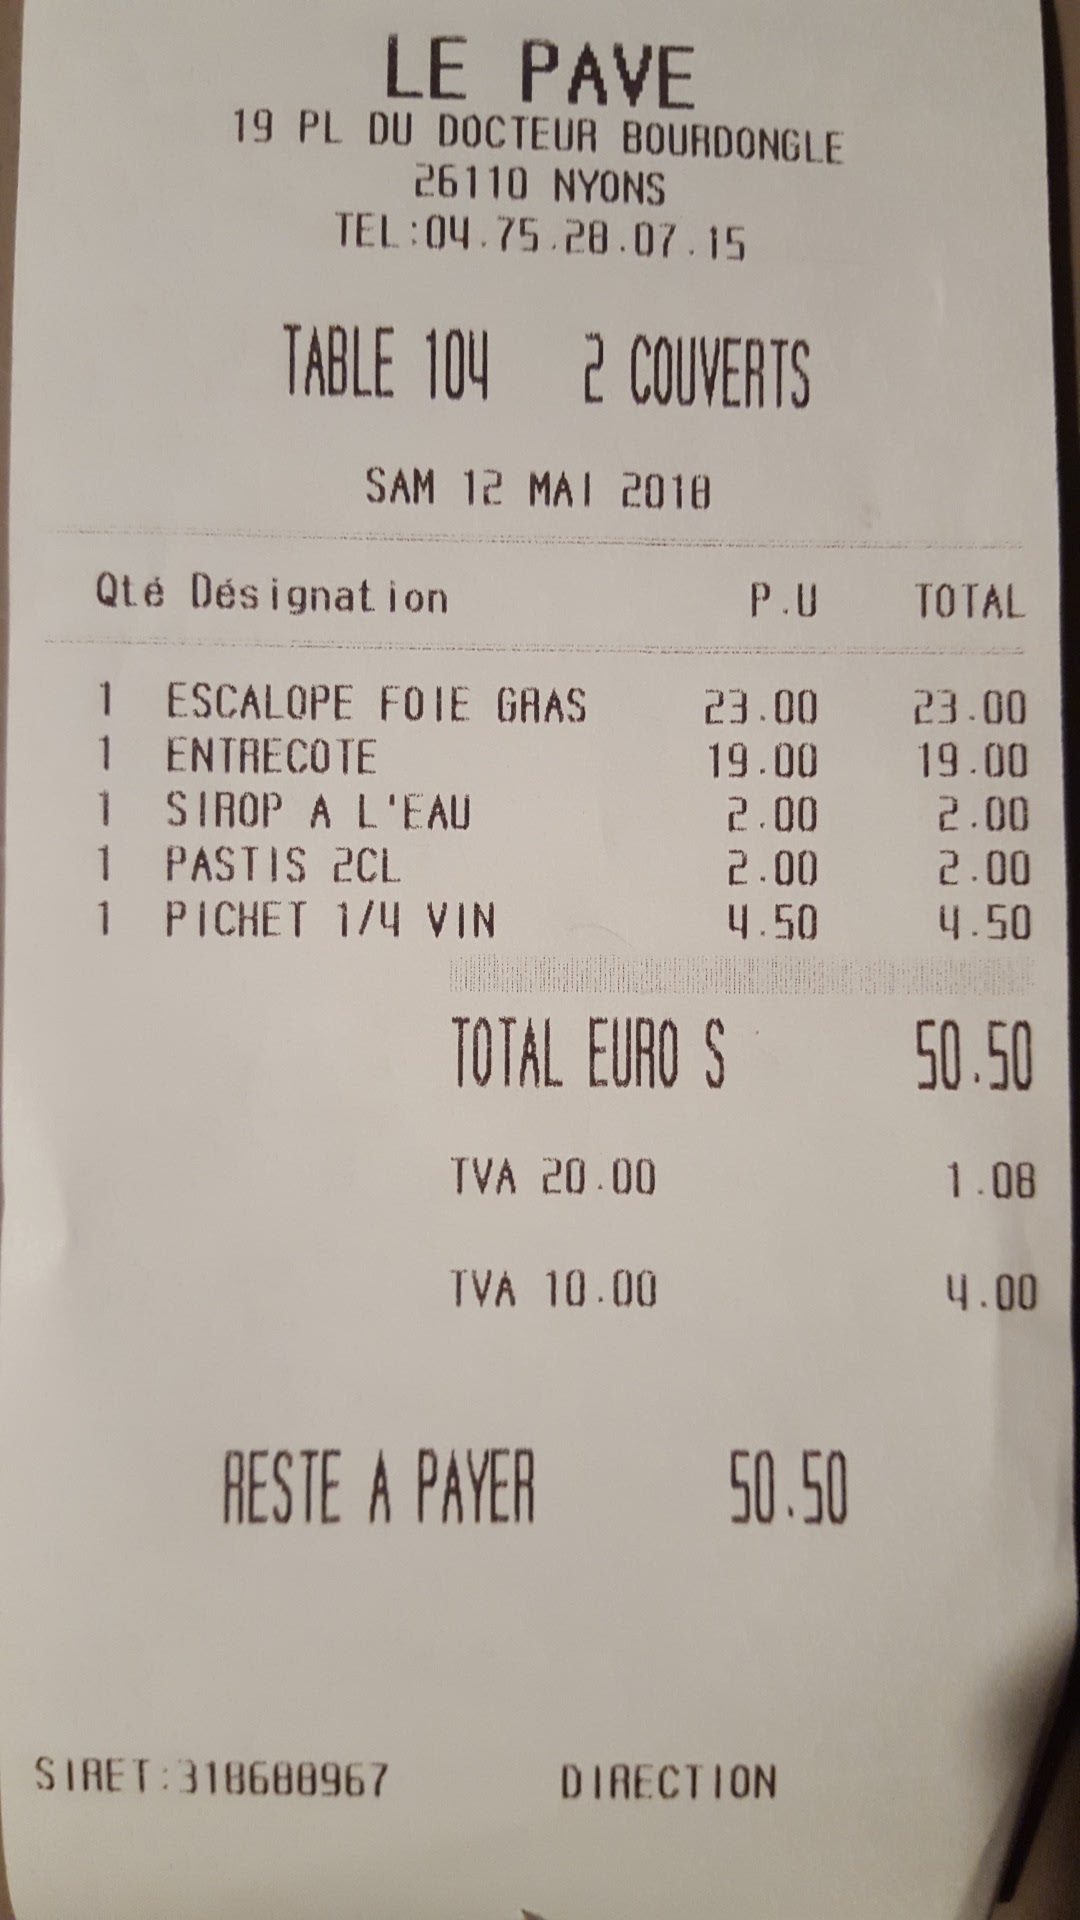 LE PAVE
19 PL DU DOCTEUR BOURDONGLE
26110 NYONS
TEL:04.75.28.07.15
TABLE 104 2 COUVERTS
SAM 12 MAI 2018
Qté Désignation P.U TOTAL
1 ESCALOPE FOIE GRAS 23.00 23.00
1 ENTRECOTE 19.00 19.00
1 SIROP A L'EAU 2.00 2.00
1 PASTIS 2CL 2.00 2.00
1 PICHET 1/4 VIN 4.50 4.50
TOTAL EURO S 50.50
TVA 20.00 1.08
TVA 10.00 4.00
RESTE A PAYER 50.50
SIRET:318688967 DIRECTION